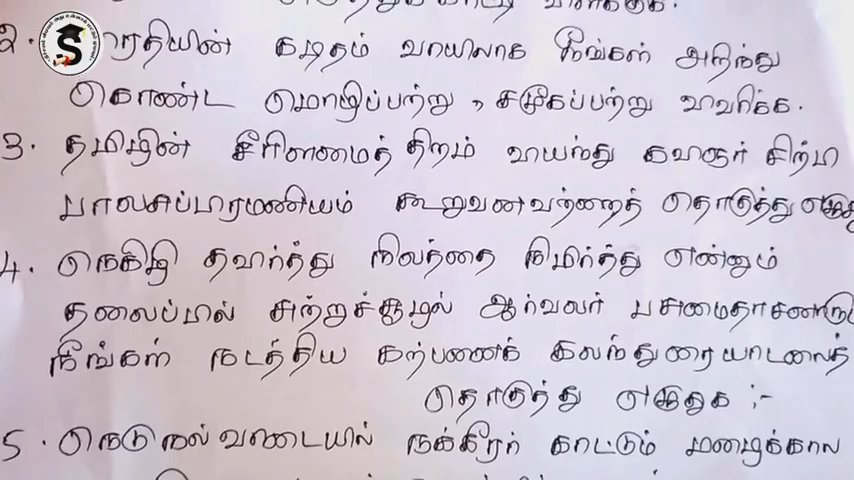 2. பாரதியின் கடிதம் வாயிலாக நீங்கள் அறிந்து
கொண்ட மொழிப்பற்று, சமூகப்பற்று விவரிக்க.
3. தமிழின் சீரிளமைத் திறம் வியந்து கவிஞர் சிற்பி
பாலசுப்பிரமணியம் கூறுவனவற்றைத் தொகுத்து
4. நெகிழி தவிர்த்து நிலத்தை நிமிர்த்து என்னும்
தலைப்பில் சுற்றுச்சூழல் ஆர்வலர்
நீங்கள் நடத்திய கற்பனைக் கலந்துரையாடலைத்
தொகுத்து எழுதுக :-
5. நெடுநல்வாடையில் நக்கீரர் காட்டும் மழைக்கால